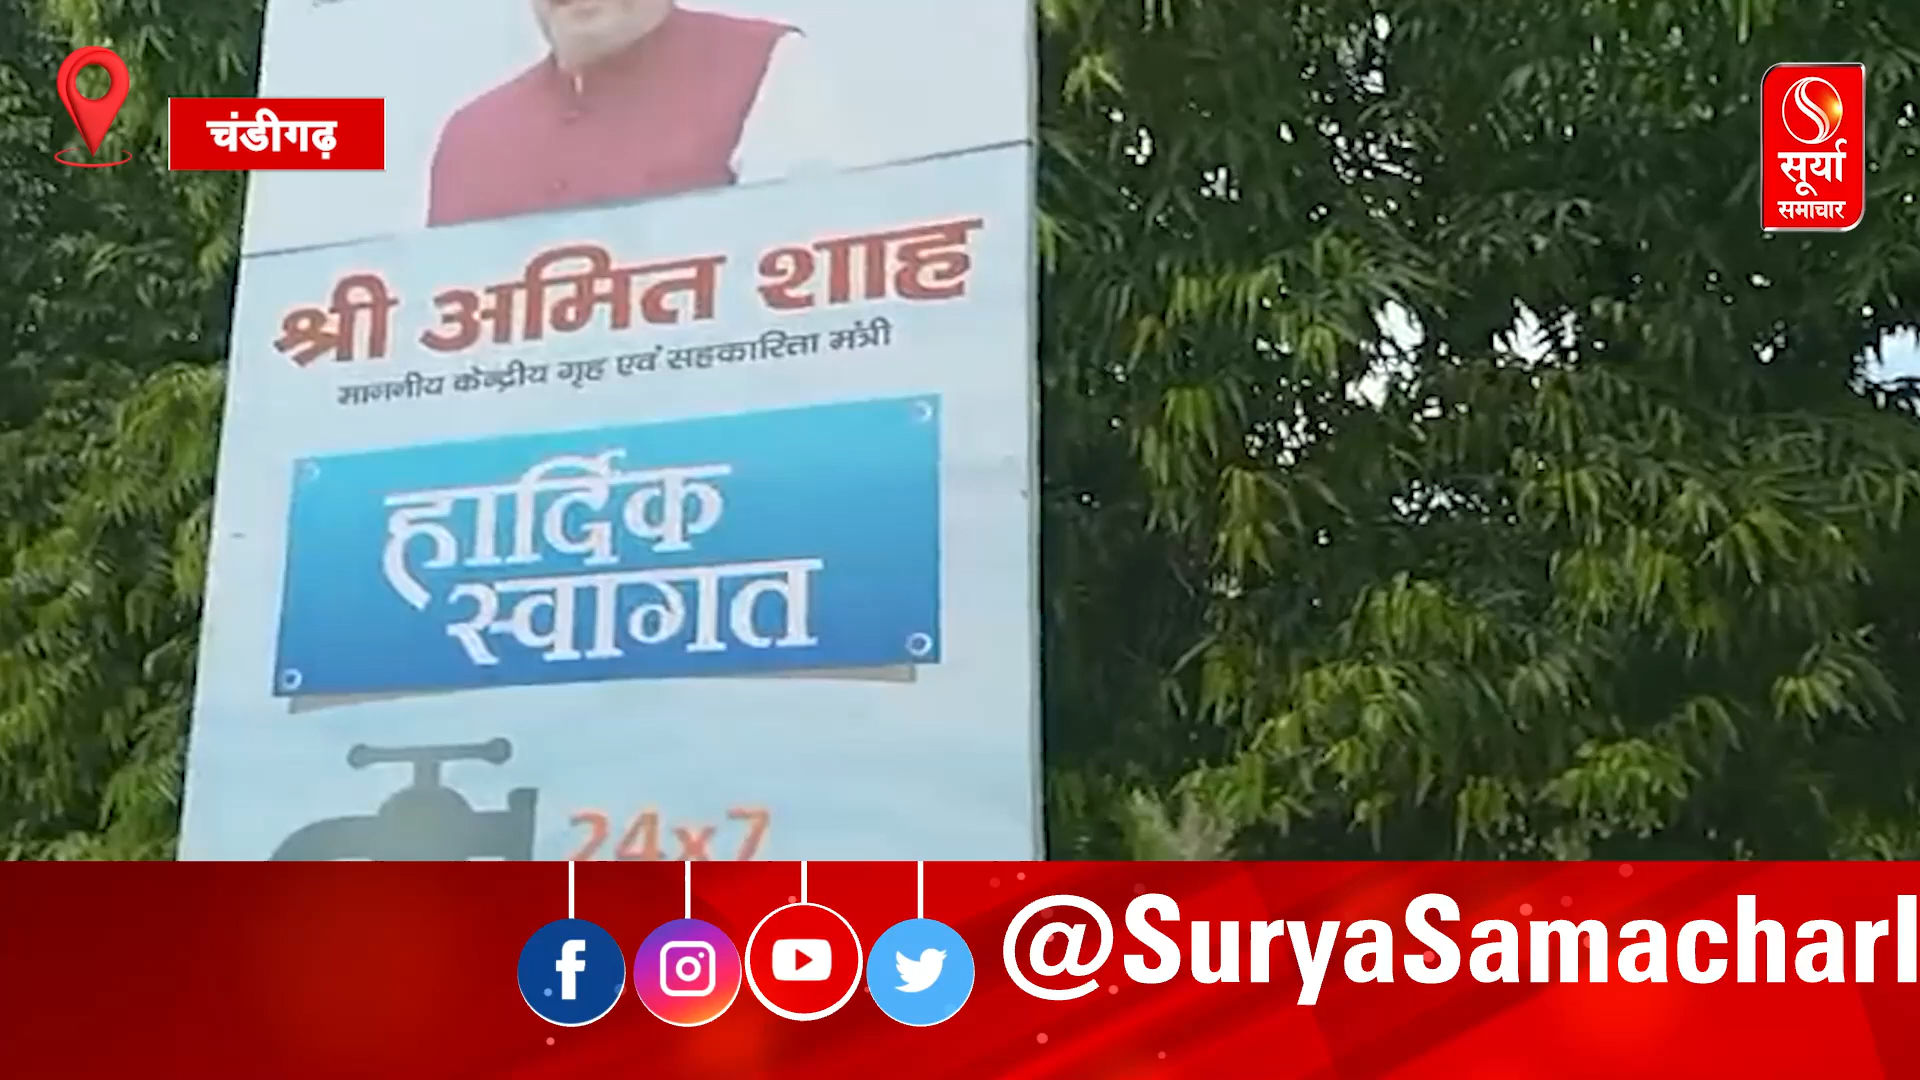 चंडीगढ़
सूर्या
समाचार
श्री अमित शाह
माननीय केन्द्रीय गृह एवं सहकारिता मंत्री
हार्दिक
स्वागत
24x7
@SuryaSamacharI